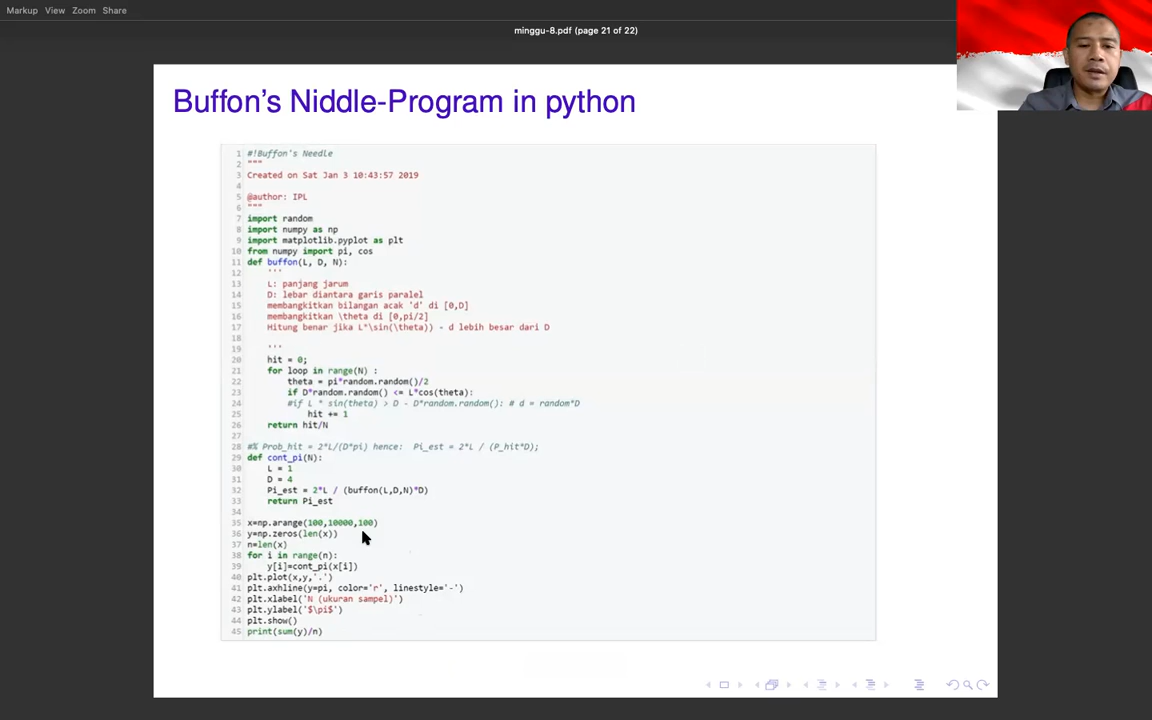 Markup View Zoom Share
minggu-8.pdf (page 21 of 22)
Buffon's Niddle-Program in python
1 #!Buffon's Needle
2 """
3 Created on Sat Jan 3 10:43:57 2019
4
5 @author: IPL
6 """
7 import random
8 import numpy as np
9 import matplotlib.pyplot as plt
10 from numpy import pi, cos
11 def buffon(L, D, N):
12 '''
13 L: panjang jarum
14 D: lebar diantara garis paralel
15 membangkitkan bilangan acak 'd' di [0,D]
16 membangkitkan \theta di [0,pi/2]
17 Hitung benar jika L*\sin(\theta)) - d lebih besar dari D
18
19 '''
20 hit = 0;
21 for loop in range(N) :
22 theta = pi*random.random()/2
23 if D*random.random() <= L*cos(theta):
24 #if L * sin(theta) > D - D*random.random(): # d = random*D
25 hit += 1
26 return hit/N
27
28 #% Prob_hit = 2*L/(D*pi) hence: Pi_est = 2*L / (P_hit*D);
29 def cont_pi(N):
30 L = 1
31 D = 4
32 Pi_est = 2*L / (buffon(L,D,N)*D)
33 return Pi_est
34
35 x=np.arange(100,10000,100)
36 y=np.zeros(len(x))
37 n=len(x)
38 for i in range(n):
39 y[i]=cont_pi(x[i])
40 plt.plot(x,y,'.')
41 plt.axhline(y=pi, color='r', linestyle='-')
42 plt.xlabel('N (ukuran sampel)')
43 plt.ylabel('$\pi$')
44 plt.show()
45 print(sum(y)/n)